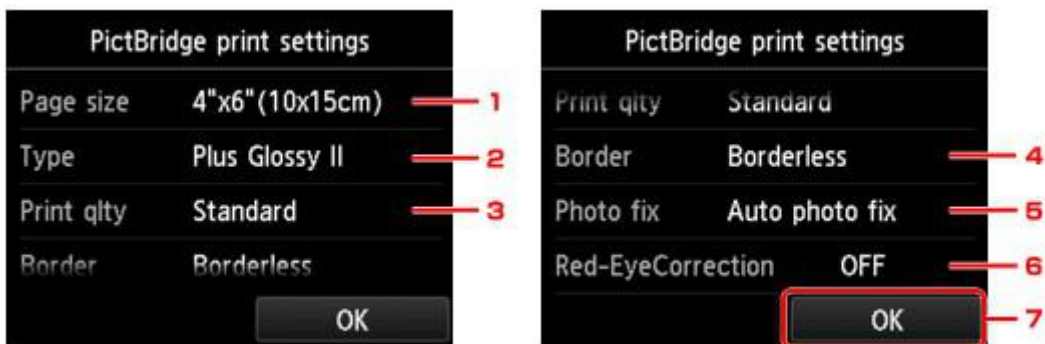 PictBridge print settings
Page size 4"x6"(10x15cm) 1
Type Plus Glossy II 2
Print qlty Standard 3
Border Borderless
OK
PictBridge print settings
Print qlty Standard
Border Borderless 4
Photo fix Auto photo fix 5
Red-EyeCorrection OFF 6
OK 7